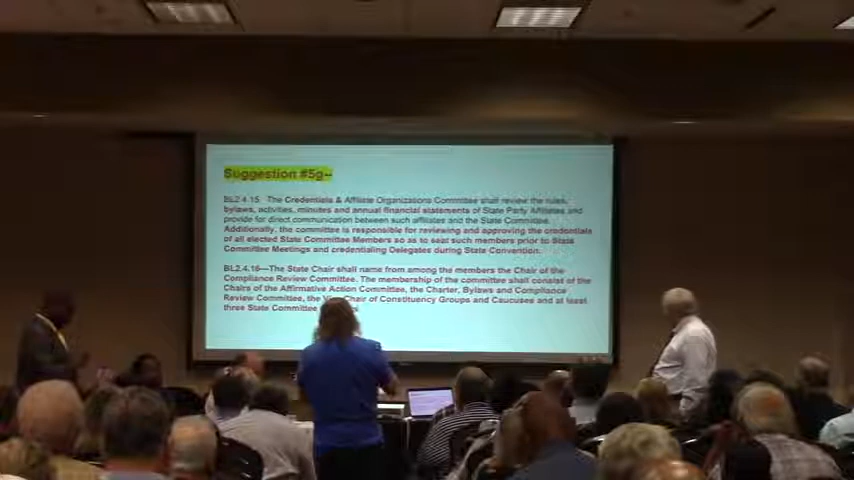 Suggestion #5g--
BL2.4.15 The Credentials & Affiliate Organizations Committee shall review the rules,
bylaws, activities, minutes and annual financial statements of State Party Affiliates and
provide for direct communication between such affiliates and the State Committee.
Additionally, the committee is responsible for reviewing and approving the credentials
of all elected State Committee Members so as to seat such members prior to State
Committee Meetings and credentialing Delegates during State Convention.
BL2.4.16—The State Chair shall name from among the members the Chair of the
Compliance Review Committee. The membership of the committee shall consist of the
Chairs of the Affirmative Action Committee, the Charter, Bylaws and Compliance
Review Committee, the Vice Chair of Constituency Groups and Caucuses and at least
three State Committee